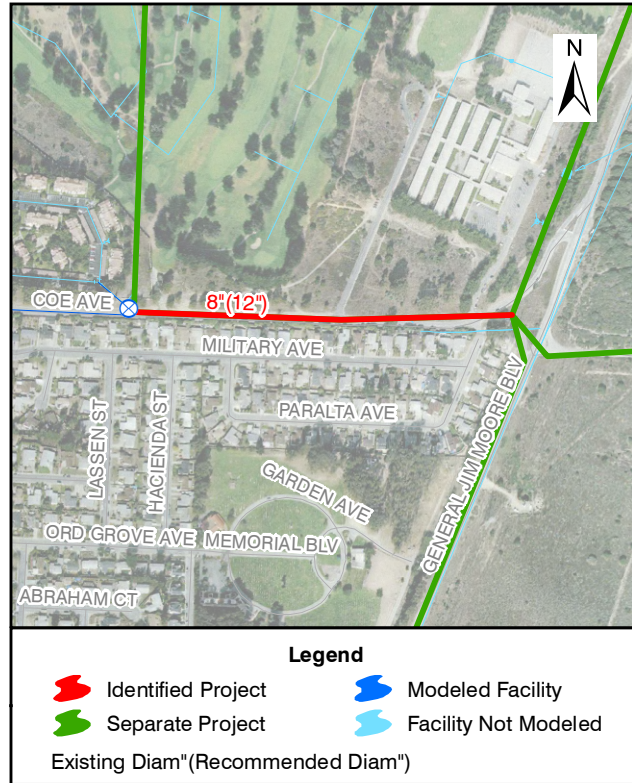 N
8"(12")
COE AVE
MILITARY AVE
PARALTA AVE
LASSEN ST
HACIENDA ST
GARDEN AVE
GENERAL JIM MOORE BLV
ORD GROVE AVE
MEMORIAL BLV
ABRAHAM CT
Legend
Identified Project
Modeled Facility
Separate Project
Facility Not Modeled
Existing Diam"(Recommended Diam")